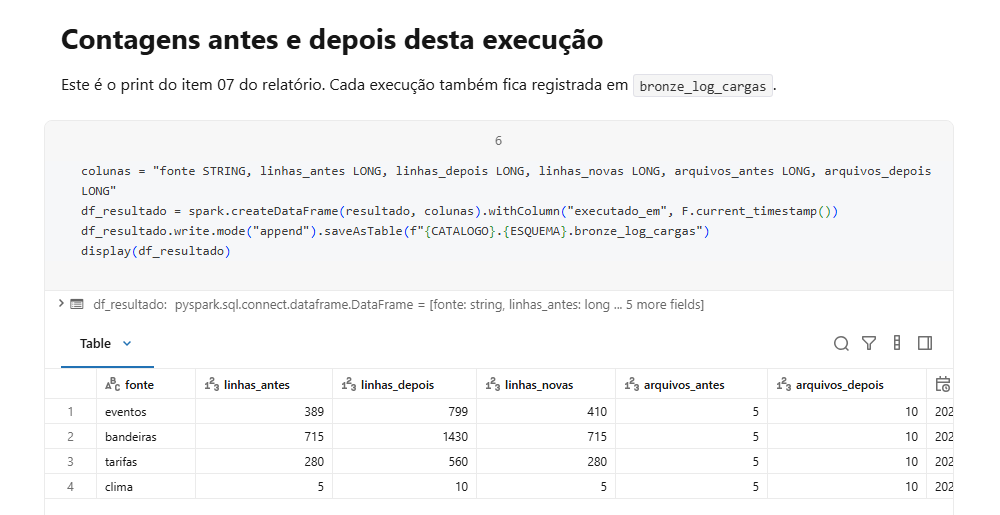 Contagens antes e depois desta execução
Este é o print do item 07 do relatório. Cada execução também fica registrada em bronze_log_cargas.
6
colunas = "fonte STRING, linhas_antes LONG, linhas_depois LONG, linhas_novas LONG, arquivos_antes LONG, arquivos_depois
LONG"
df_resultado = spark.createDataFrame(resultado, colunas).withColumn("executado_em", F.current_timestamp())
df_resultado.write.mode("append").saveAsTable(f"{CATALOGO}.{ESQUEMA}.bronze_log_cargas")
display(df_resultado)
df_resultado: pyspark.sql.connect.dataframe.DataFrame = [fonte: string, linhas_antes: long ... 5 more fields]
Table
fonte linhas_antes linhas_depois linhas_novas arquivos_antes arquivos_depois
1 eventos 389 799 410 5 10 202
2 bandeiras 715 1430 715 5 10 202
3 tarifas 280 560 280 5 10 202
4 clima 5 10 5 5 10 202